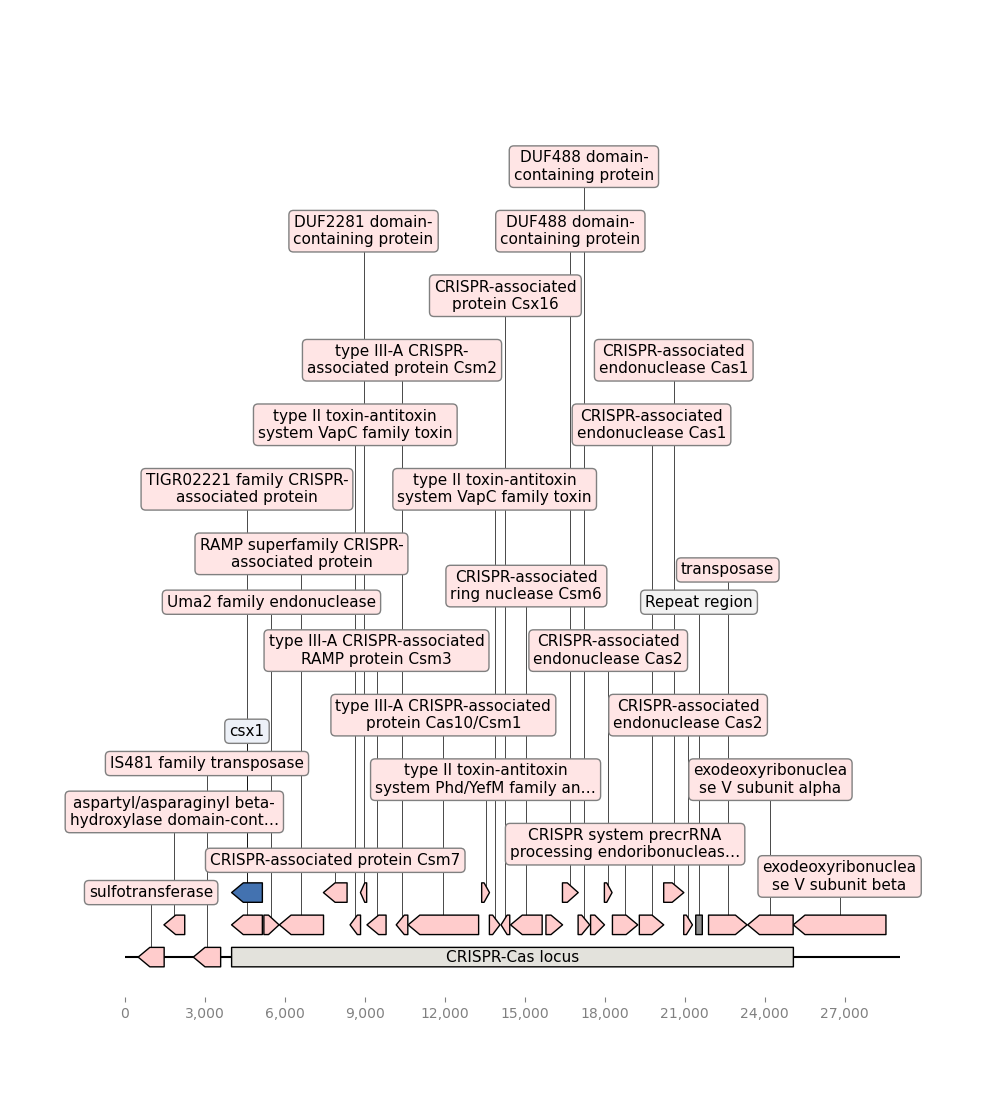 DUF488 domain-
containing protein
DUF2281 domain-
containing protein
DUF488 domain-
containing protein
CRISPR-associated
protein Csx16
type III-A CRISPR-
associated protein Csm2
CRISPR-associated
endonuclease Cas1
type II toxin-antitoxin
system VapC family toxin
CRISPR-associated
endonuclease Cas1
TIGR02221 family CRISPR-
associated protein
type II toxin-antitoxin
system VapC family toxin
RAMP superfamily CRISPR-
associated protein
transposase
CRISPR-associated
ring nuclease Csm6
Uma2 family endonuclease
Repeat region
type III-A CRISPR-associated
RAMP protein Csm3
CRISPR-associated
endonuclease Cas2
type III-A CRISPR-associated
protein Cas10/Csm1
CRISPR-associated
endonuclease Cas2
csx1
IS481 family transposase
type II toxin-antitoxin
system Phd/YefM family an…
exodeoxyribonuclea
se V subunit alpha
aspartyl/asparaginyl beta-
hydroxylase domain-cont…
CRISPR system precrRNA
processing endoribonucleas…
CRISPR-associated protein Csm7
exodeoxyribonuclea
se V subunit beta
sulfotransferase
CRISPR-Cas locus
0 3,000 6,000 9,000 12,000 15,000 18,000 21,000 24,000 27,000